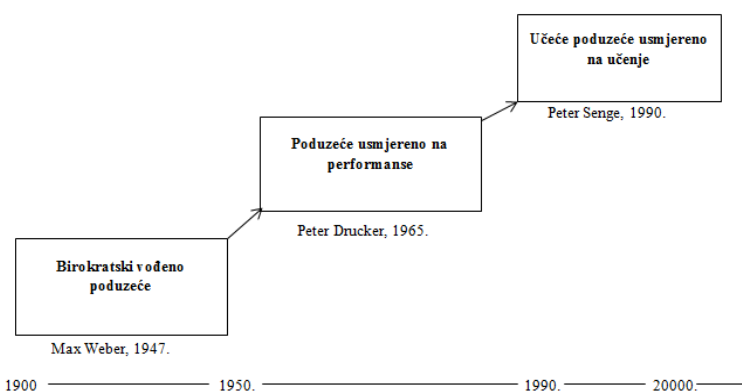 Učeće poduzeće usmjereno
na učenje
Peter Senge, 1990.
Poduzeće usmjereno na
performanse
Peter Drucker, 1965.
Birokratski vođeno
poduzeće
Max Weber, 1947.
1900 1950. 1990. 20000.